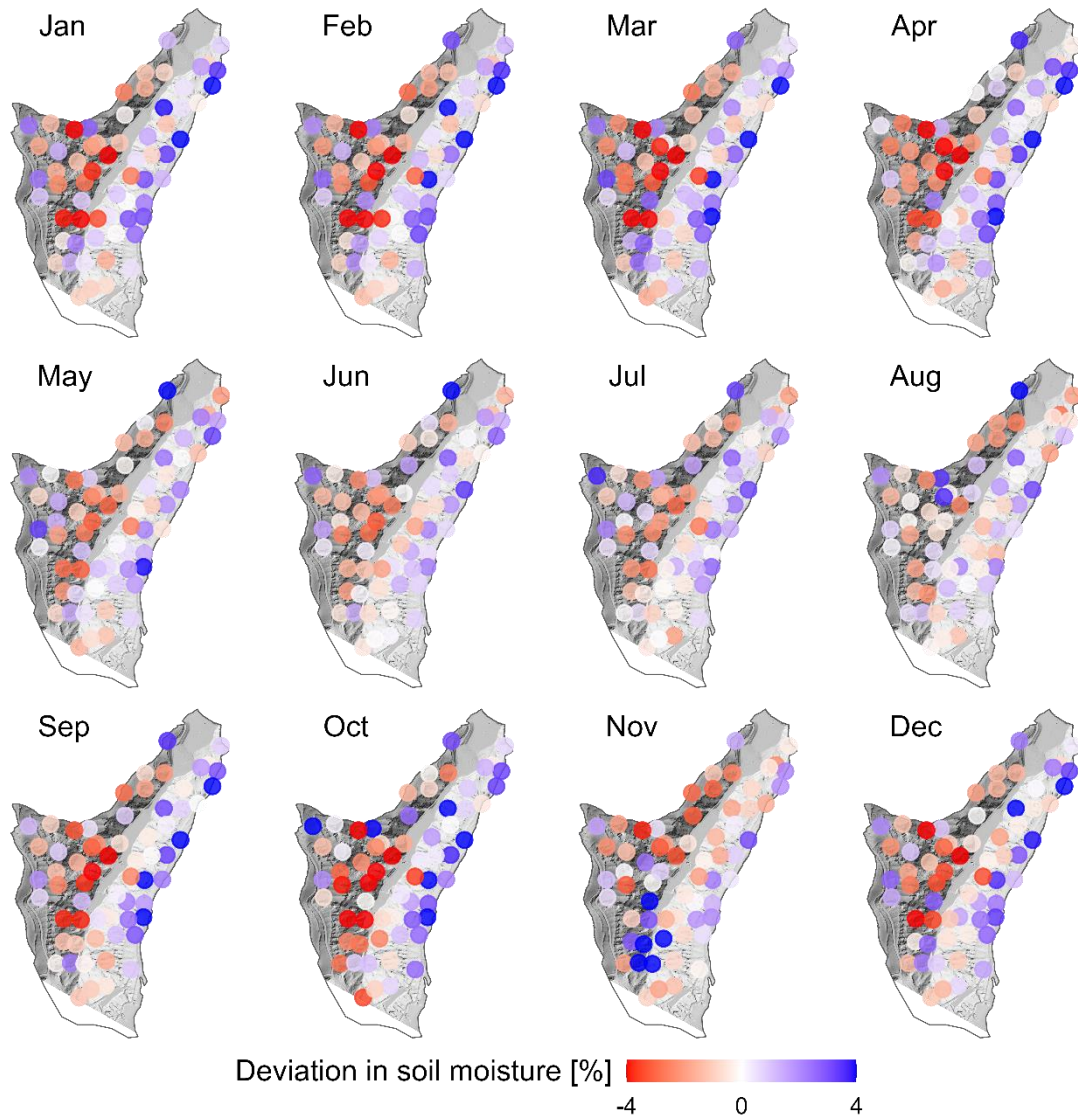 Jan Feb Mar Apr
May Jun Jul Aug
Sep Oct Nov Dec
Deviation in soil moisture [%]
-4 0 4